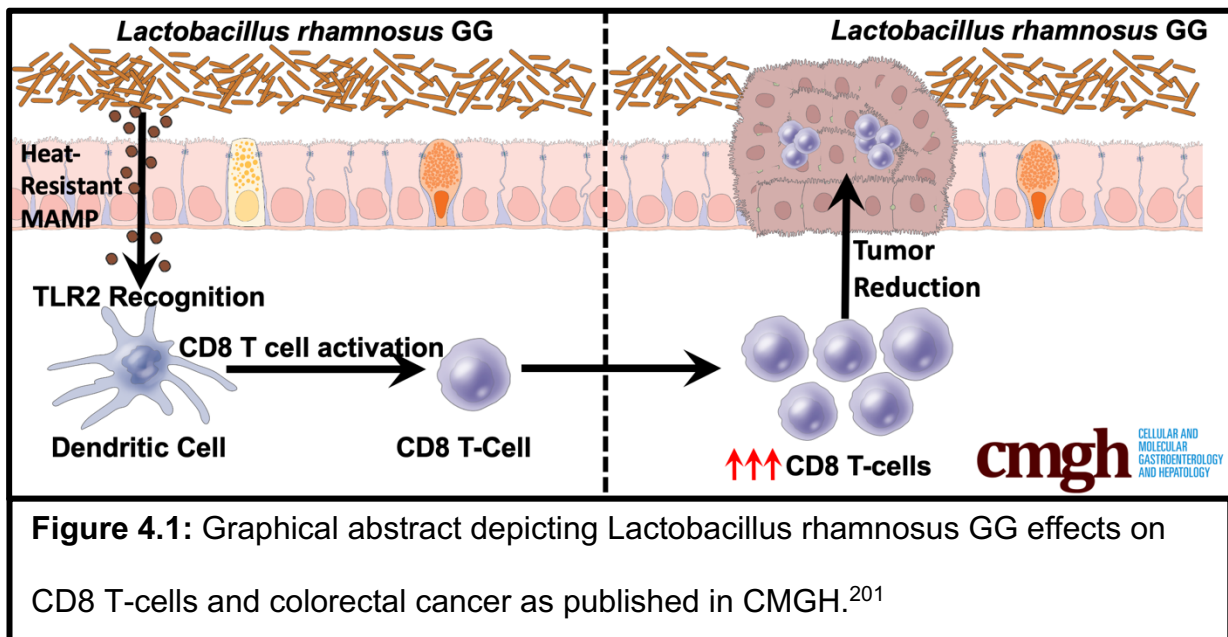 Lactobacillus rhamnosus GG
Heat-
Resistant
MAMP
TLR2 Recognition
CD8 T cell activation
Dendritic Cell
CD8 T-Cell
Lactobacillus rhamnosus GG
Tumor
Reduction
↑↑↑ CD8 T-cells
cmgh
CELLULAR AND
MOLECULAR
GASTROENTEROLOGY
AND HEPATOLOGY
Figure 4.1: Graphical abstract depicting Lactobacillus rhamnosus GG effects on
CD8 T-cells and colorectal cancer as published in CMGH.201